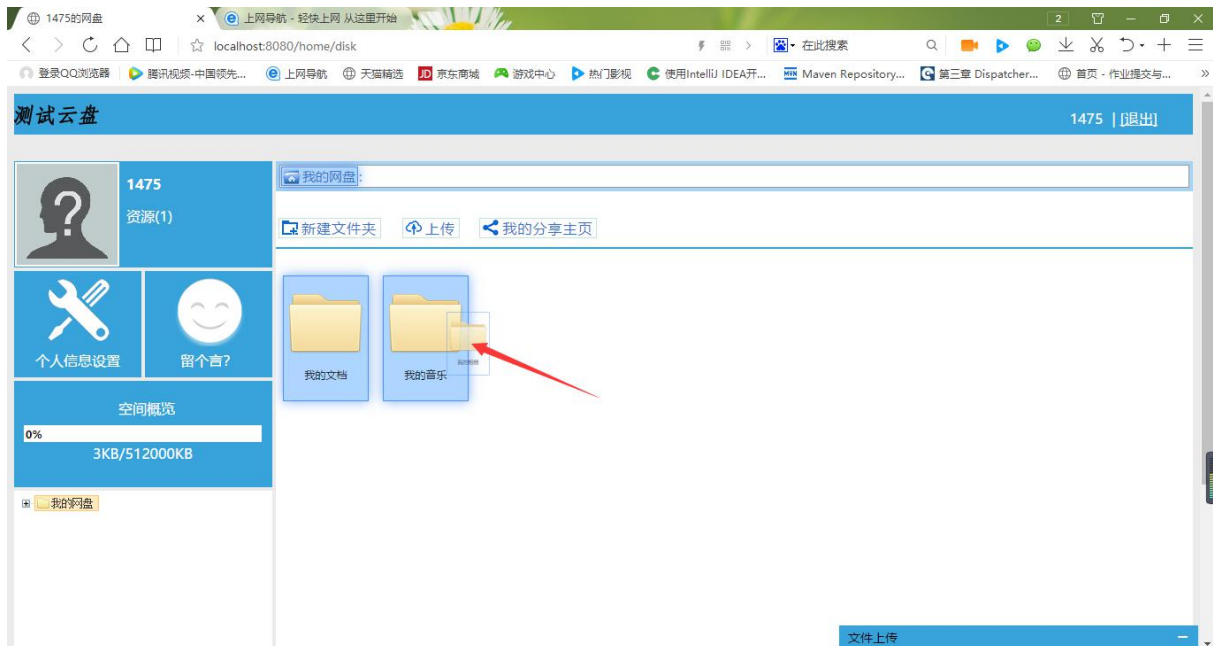 1475的网盘
上网导航 - 轻快上网 从这里开始
2
localhost:8080/home/disk
在此搜索
登录QQ浏览器 腾讯视频-中国领先... 上网导航 天猫精选 JD 京东商城 游戏中心 热门影视 使用IntelliJ IDEA开... MVN Maven Repository... 第三章 Dispatcher... 首页 - 作业提交与...
测试云盘
1475 | [退出]
1475
资源(1)
我的网盘:
新建文件夹 上传 我的分享主页
个人信息设置 留个言?
我的文档 我的音乐
空间概览
0%
3KB/512000KB
我的网盘
文件上传